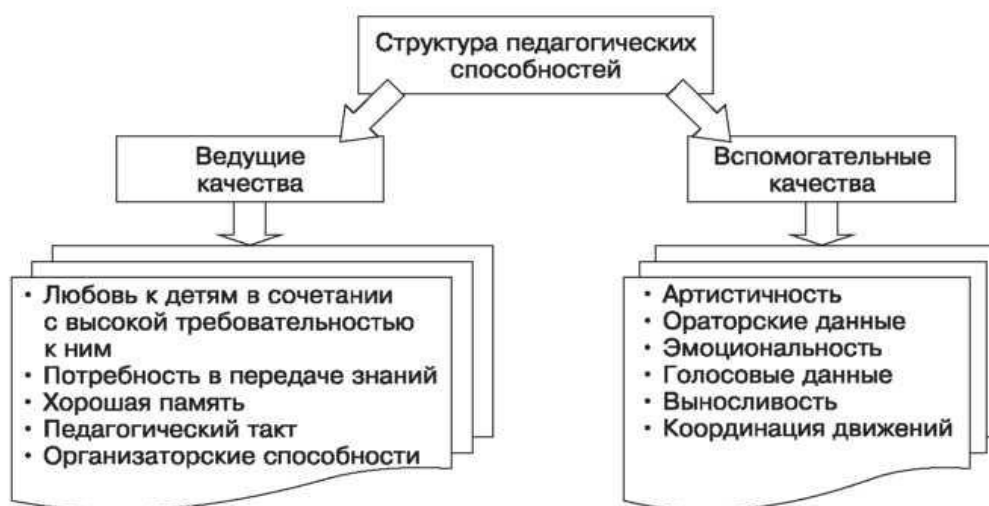 Структура педагогических
способностей
Ведущие
качества
Вспомогательные
качества
• Любовь к детям в сочетании
с высокой требовательностью
к ним
• Потребность в передаче знаний
• Хорошая память
• Педагогический такт
• Организаторские способности
• Артистичность
• Ораторские данные
• Эмоциональность
• Голосовые данные
• Выносливость
• Координация движений